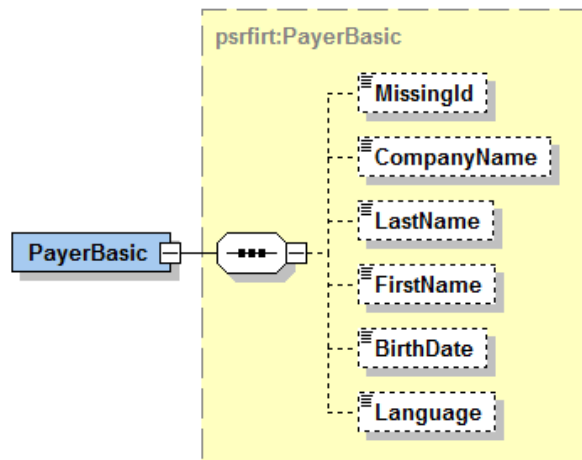 psrfirt:PayerBasic
MissingId
CompanyName
LastName
PayerBasic
FirstName
BirthDate
Language